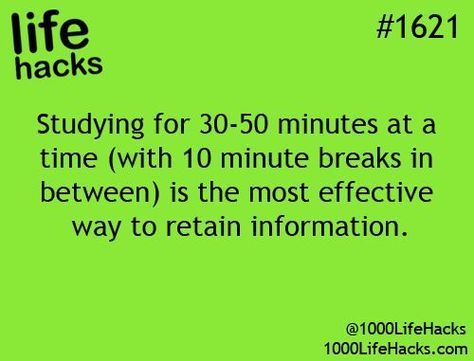 life
hacks
#1621
Studying for 30-50 minutes at a
time (with 10 minute breaks in
between) is the most effective
way to retain information.
@1000LifeHacks
1000LifeHacks.com